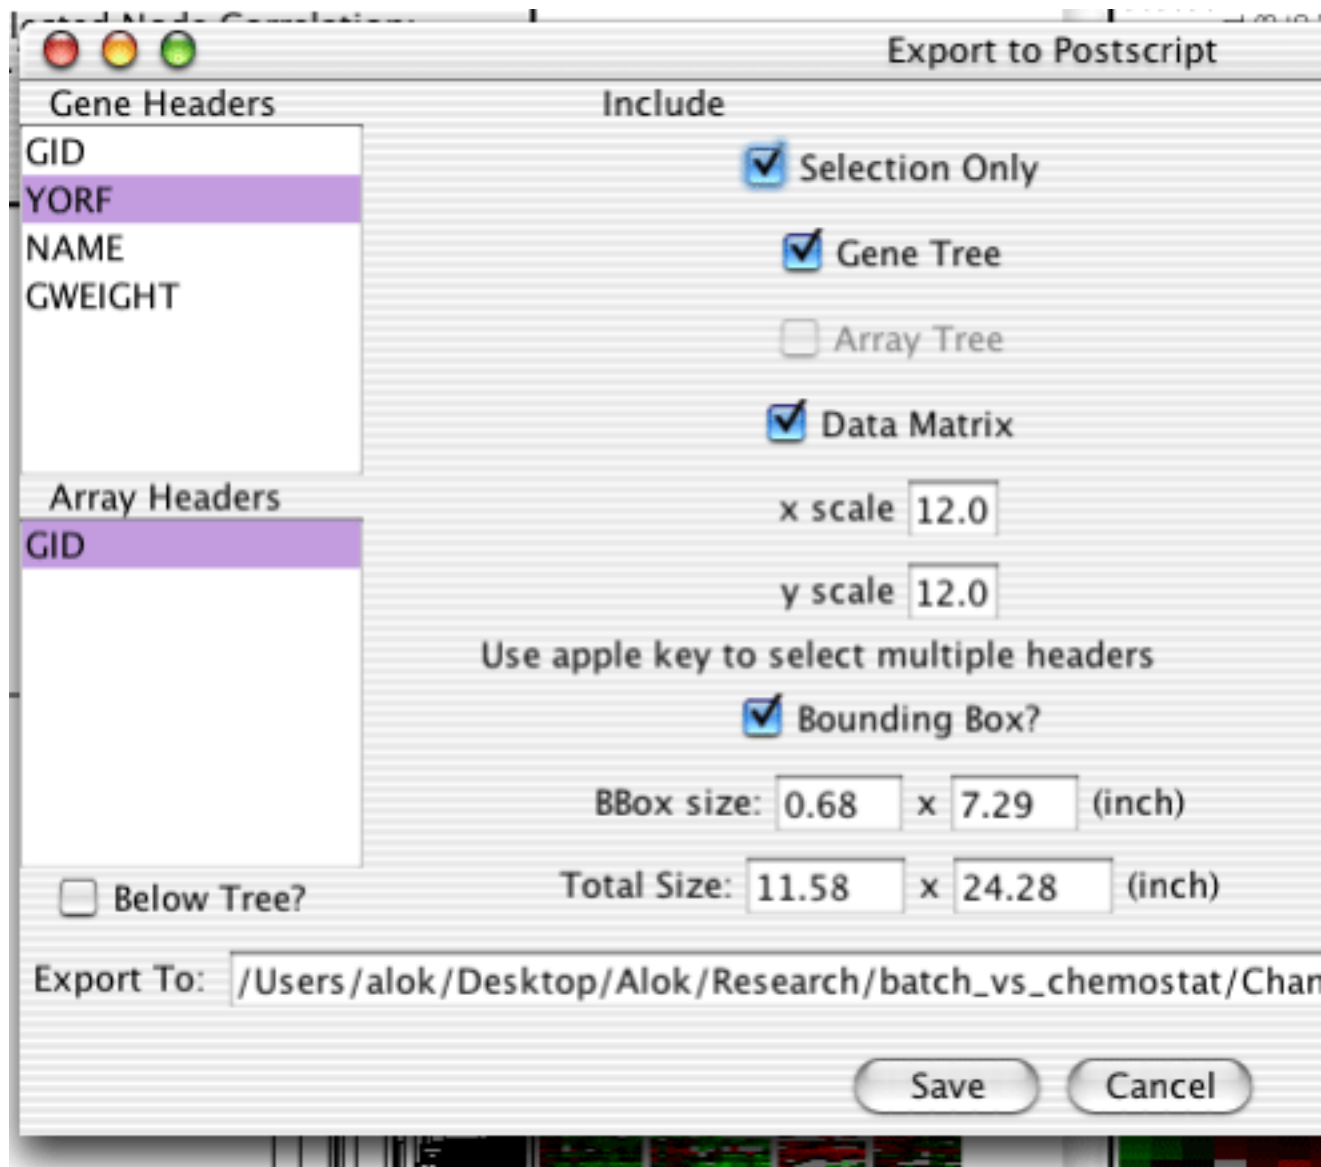 Export to Postscript
Gene Headers
GID
YORF
NAME
GWEIGHT
Array Headers
GID
Below Tree?
Include
Selection Only
Gene Tree
Array Tree
Data Matrix
x scale 12.0
y scale 12.0
Use apple key to select multiple headers
Bounding Box?
BBox size: 0.68 x 7.29 (inch)
Total Size: 11.58 x 24.28 (inch)
Export To: /Users/alok/Desktop/Alok/Research/batch_vs_chemostat/Chan
Save Cancel